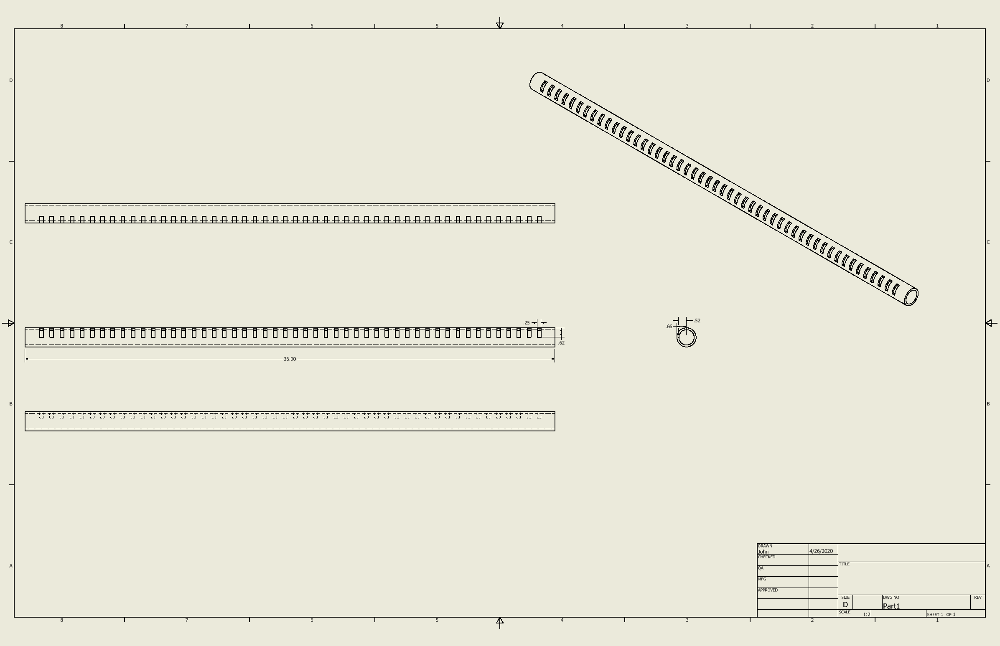 8 7 6 5 4 3 2 1
D D
C C
.25
.62
36.00
.66
.52
B B
A A
DRAWN
John 4/26/2020
CHECKED
QA
MFG
APPROVED
TITLE
SIZE
D
DWG NO
Part1
REV
SCALE 1:2
SHEET 1 OF 1
8 7 6 5 4 3 2 1